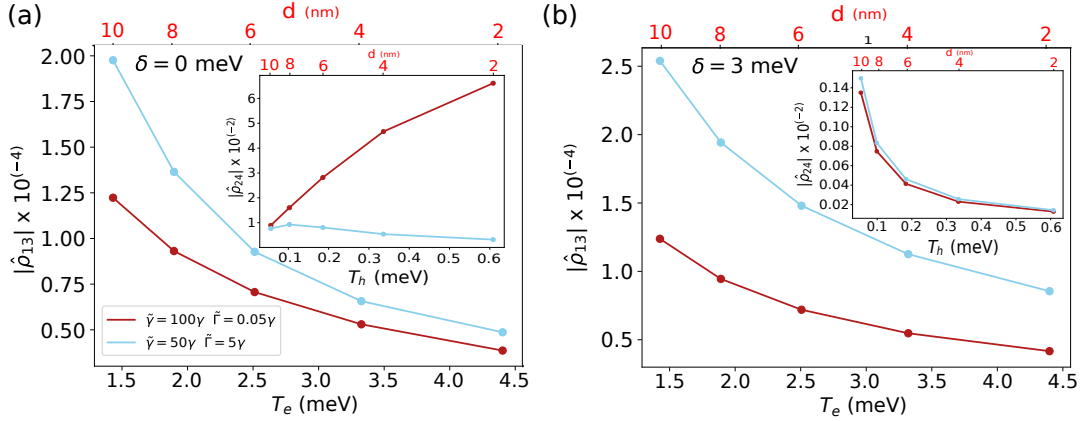 (a)
d (nm)
10 8 6 4 2
δ = 0 meV
|ρ̂₁₃| x 10⁽⁻⁴⁾
2.00
1.75
1.50
1.25
1.00
0.75
0.50
1.5 2.0 2.5 3.0 3.5 4.0 4.5
Tₑ (meV)
γ̃ = 100γ Γ̃ = 0.05γ
γ̃ = 50γ Γ̃ = 5γ
d (nm)
10 8 6 4 2
|ρ̂₂₄| x 10⁽⁻²⁾
6
5
4
3
2
1
0.1 0.2 0.3 0.4 0.5 0.6
Tₕ (meV)
(b)
d (nm)
10 8 6 4 2
δ = 3 meV
|ρ̂₁₃| x 10⁽⁻⁴⁾
2.5
2.0
1.5
1.0
0.5
1.5 2.0 2.5 3.0 3.5 4.0 4.5
Tₑ (meV)
d (nm)
10 8 6 4 2
|ρ̂₂₄| x 10⁽⁻²⁾
0.14
0.12
0.10
0.08
0.06
0.04
0.02
0.1 0.2 0.3 0.4 0.5 0.6
Tₕ (meV)